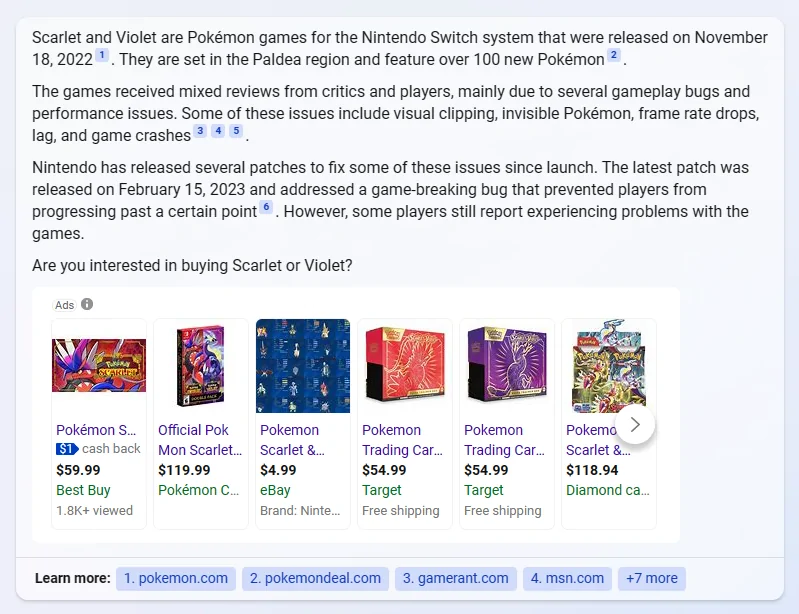 Scarlet and Violet are Pokémon games for the Nintendo Switch system that were released on November
18, 2022 1 . They are set in the Paldea region and feature over 100 new Pokémon 2 .
The games received mixed reviews from critics and players, mainly due to several gameplay bugs and
performance issues. Some of these issues include visual clipping, invisible Pokémon, frame rate drops,
lag, and game crashes 3 4 5 .
Nintendo has released several patches to fix some of these issues since launch. The latest patch was
released on February 15, 2023 and addressed a game-breaking bug that prevented players from
progressing past a certain point 6 . However, some players still report experiencing problems with the
games.
Are you interested in buying Scarlet or Violet?
Ads
Pokémon S...
$1 cash back
$59.99
Best Buy
1.8K+ viewed
Official Pok
Mon Scarlet...
$119.99
Pokémon C...
Pokemon
Scarlet &...
$4.99
eBay
Brand: Ninte...
Pokemon
Trading Car...
$54.99
Target
Free shipping
Pokemon
Trading Car...
$54.99
Target
Free shipping
Pokemo
Scarlet &...
$118.94
Diamond ca...
Learn more: 1. pokemon.com 2. pokemondeal.com 3. gamerant.com 4. msn.com +7 more